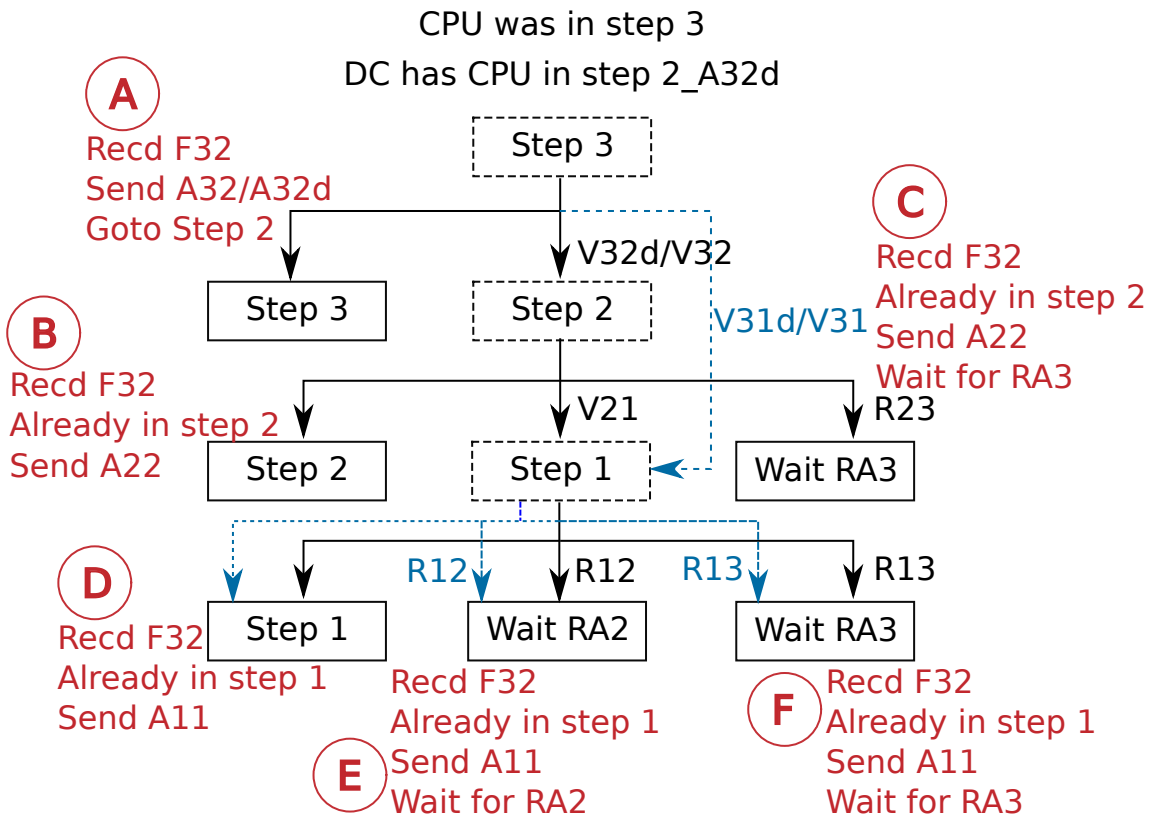 CPU was in step 3
DC has CPU in step 2_A32d
A
Recd F32
Send A32/A32d
Goto Step 2
Step 3
C
Recd F32
Already in step 2
Send A22
Wait for RA3
V32d/V32
Step 3
Step 2
V31d/V31
B
Recd F32
Already in step 2
Send A22
V21
R23
Step 2
Step 1
Wait RA3
D
Recd F32
Already in step 1
Send A11
R12
R12
R13
R13
Step 1
Wait RA2
Wait RA3
E
Recd F32
Already in step 1
Send A11
Wait for RA2
F
Recd F32
Already in step 1
Send A11
Wait for RA3